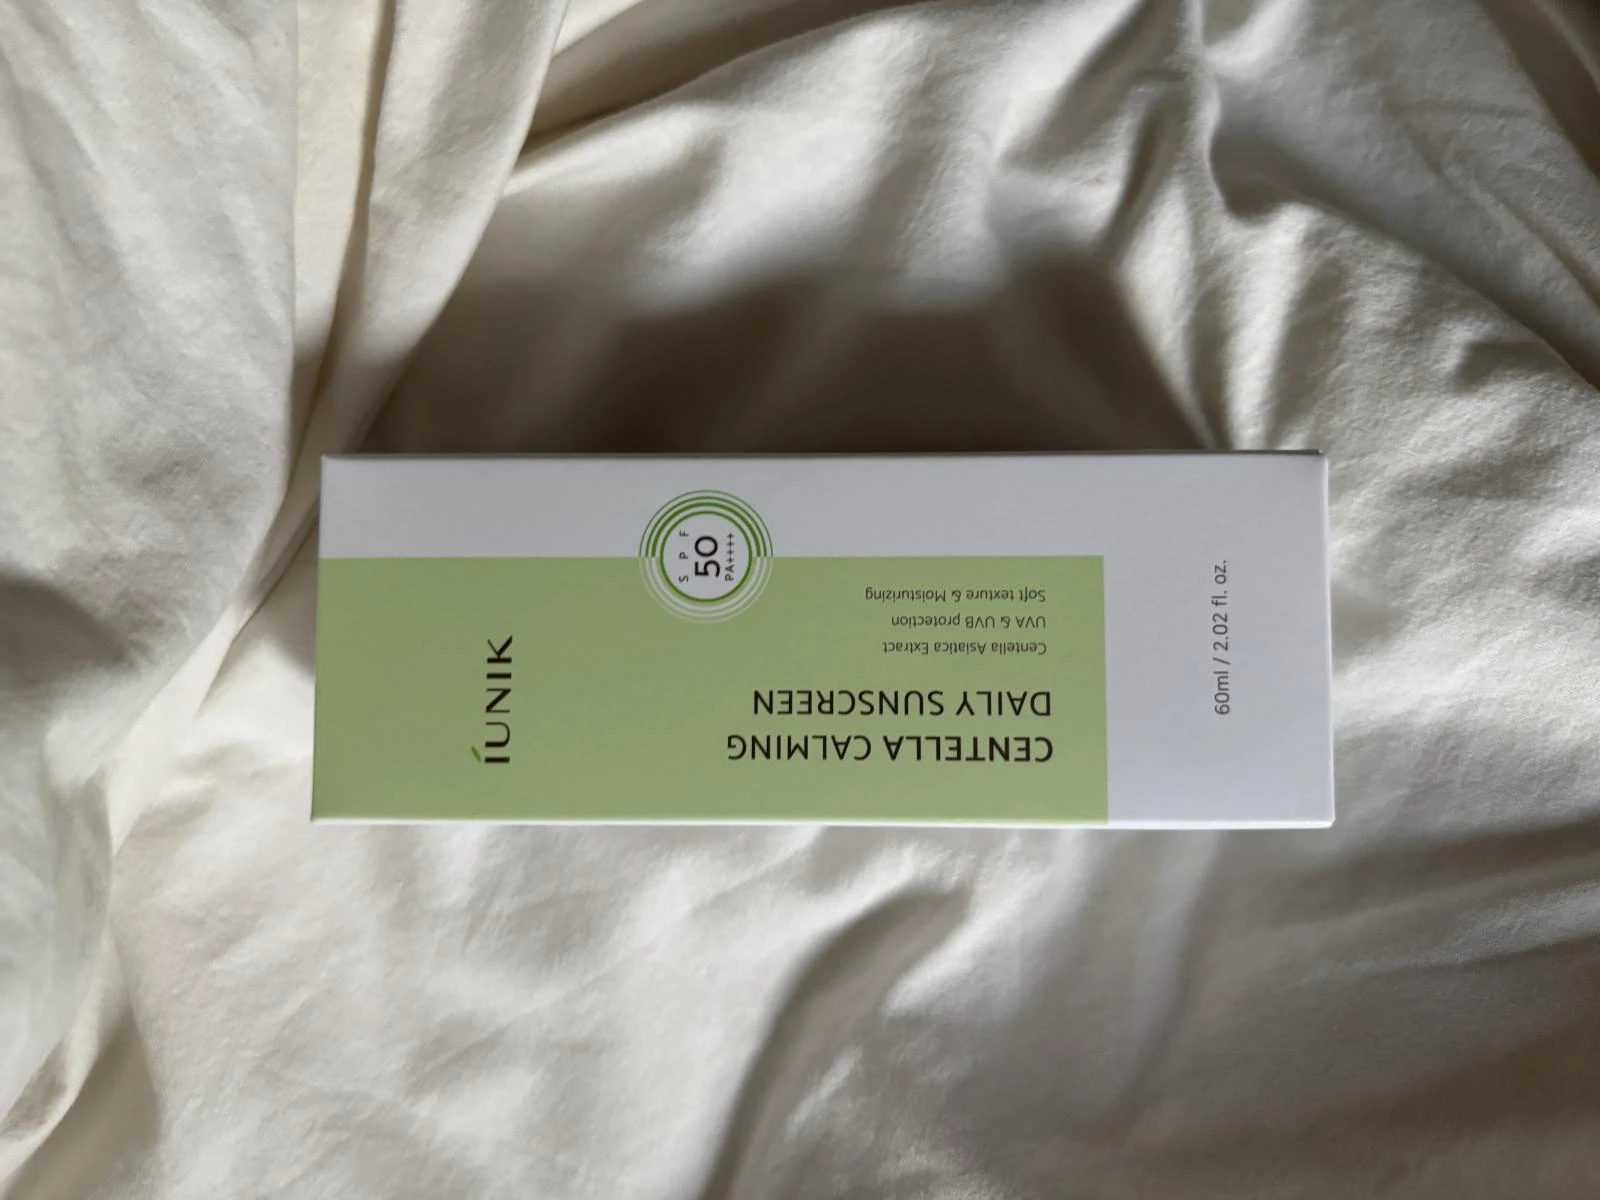 IUNIK
SPF
50
PA++++
CENTELLA CALMING
DAILY SUNSCREEN
Centella Asiatica Extract
UVA & UVB protection
Soft texture & Moisturizing
60ml / 2.02 fl. oz.